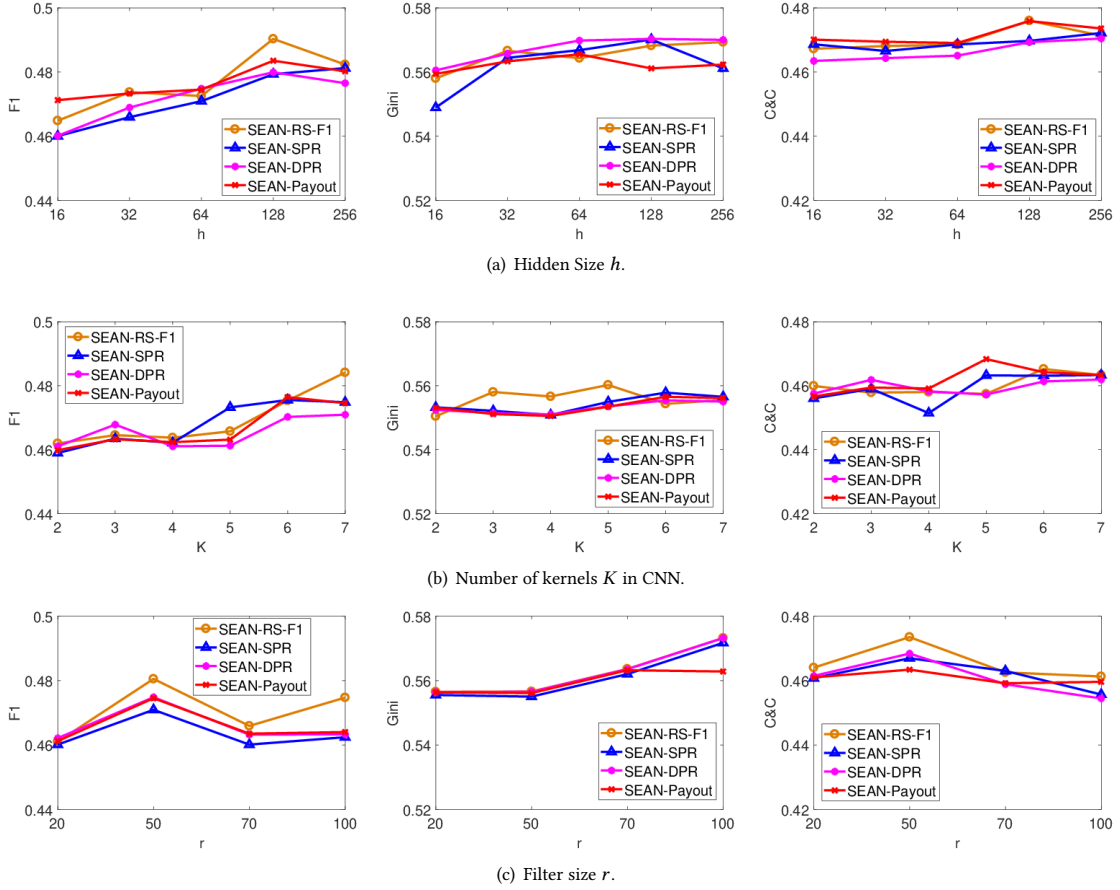 0.5
0.48
0.46
0.44
F1
16 32 64 128 256
h
SEAN-RS-F1
SEAN-SPR
SEAN-DPR
SEAN-Payout
0.58
0.56
0.54
0.52
Gini
16 32 64 128 256
h
SEAN-RS-F1
SEAN-SPR
SEAN-DPR
SEAN-Payout
0.48
0.46
0.44
0.42
C&C
16 32 64 128 256
h
SEAN-RS-F1
SEAN-SPR
SEAN-DPR
SEAN-Payout
(a) Hidden Size h.
0.5
0.48
0.46
0.44
F1
2 3 4 5 6 7
K
SEAN-RS-F1
SEAN-SPR
SEAN-DPR
SEAN-Payout
0.58
0.56
0.54
0.52
Gini
2 3 4 5 6 7
K
SEAN-RS-F1
SEAN-SPR
SEAN-DPR
SEAN-Payout
0.48
0.46
0.44
0.42
C&C
2 3 4 5 6 7
K
SEAN-RS-F1
SEAN-SPR
SEAN-DPR
SEAN-Payout
(b) Number of kernels K in CNN.
0.5
0.48
0.46
0.44
F1
20 50 70 100
r
SEAN-RS-F1
SEAN-SPR
SEAN-DPR
SEAN-Payout
0.58
0.56
0.54
0.52
Gini
20 50 70 100
r
SEAN-RS-F1
SEAN-SPR
SEAN-DPR
SEAN-Payout
0.48
0.46
0.44
0.42
C&C
20 50 70 100
r
SEAN-RS-F1
SEAN-SPR
SEAN-DPR
SEAN-Payout
(c) Filter size r.